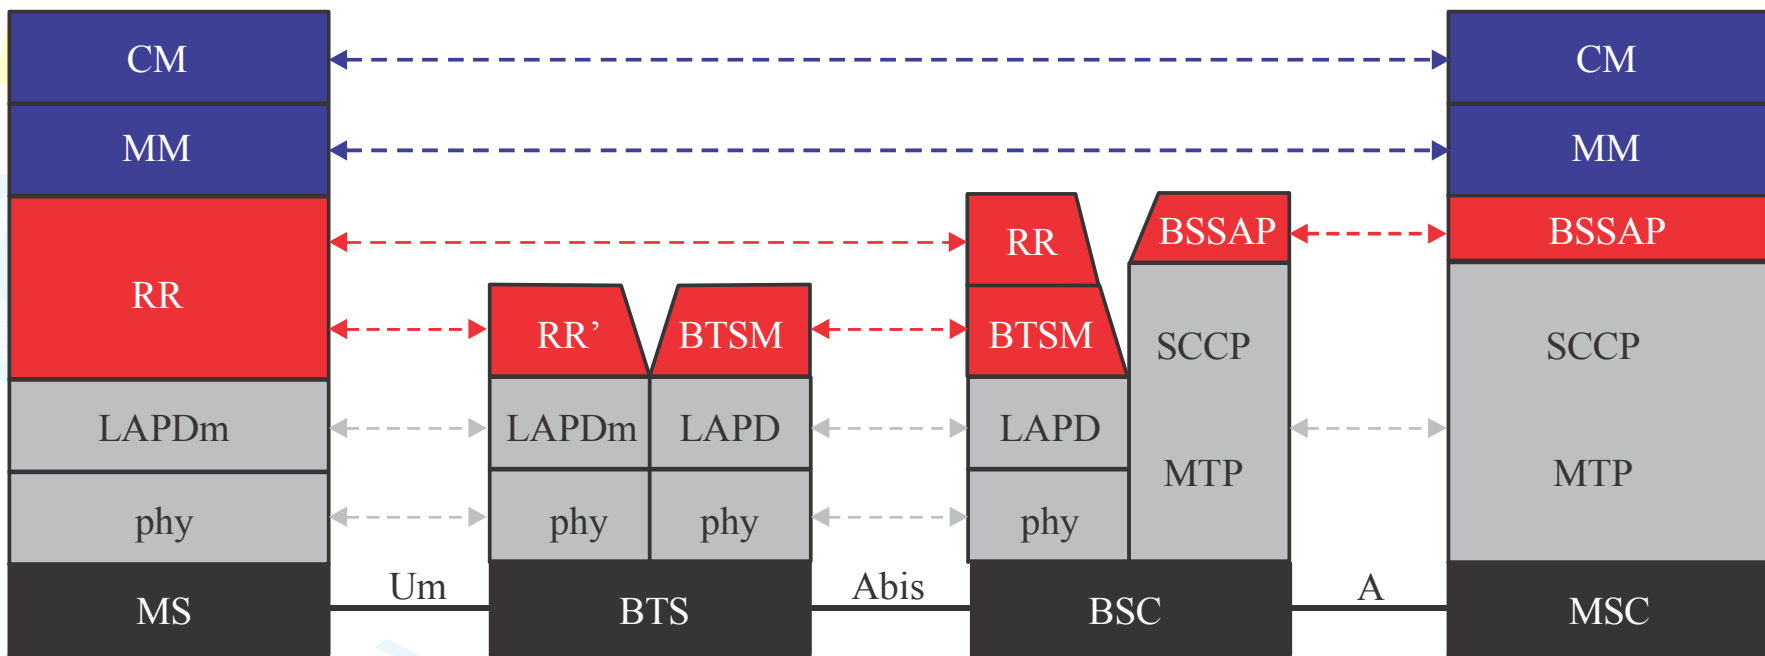 CM
CM
MM
MM
RR
RR
BSSAP
BSSAP
RR’
BTSM
BTSM
SCCP
SCCP
LAPDm
LAPDm
LAPD
LAPD
MTP
MTP
phy
phy
phy
phy
Um
Abis
A
MS
BTS
BSC
MSC